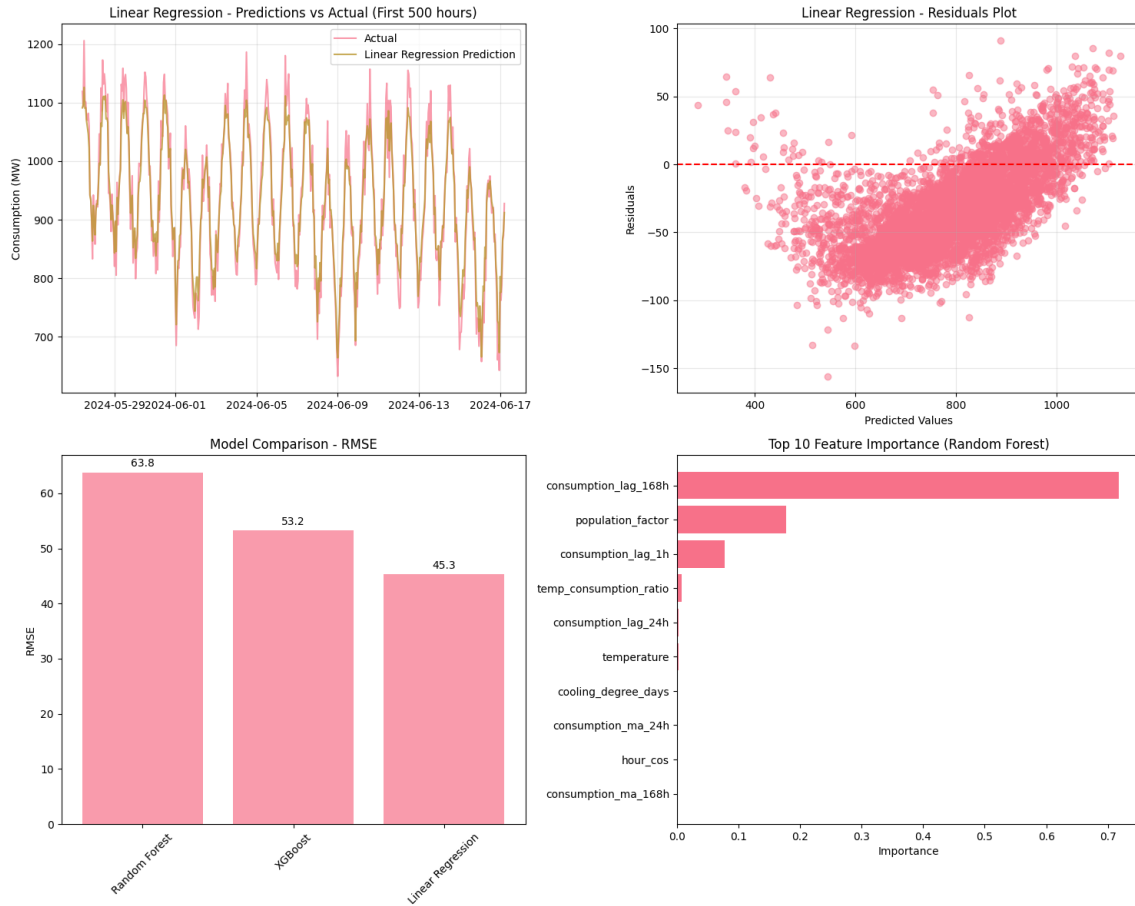 Linear Regression - Predictions vs Actual (First 500 hours)
Actual
Linear Regression Prediction
1200
1100
1000
900
800
700
Consumption (MW)
2024-05-29
2024-06-01
2024-06-05
2024-06-09
2024-06-13
2024-06-17
Linear Regression - Residuals Plot
100
50
0
−50
−100
−150
Residuals
400
600
800
1000
Predicted Values
Model Comparison - RMSE
63.8
53.2
45.3
60
50
40
30
20
10
0
RMSE
Random Forest
XGBoost
Linear Regression
Top 10 Feature Importance (Random Forest)
consumption_lag_168h
population_factor
consumption_lag_1h
temp_consumption_ratio
consumption_lag_24h
temperature
cooling_degree_days
consumption_ma_24h
hour_cos
consumption_ma_168h
0.0
0.1
0.2
0.3
0.4
0.5
0.6
0.7
Importance